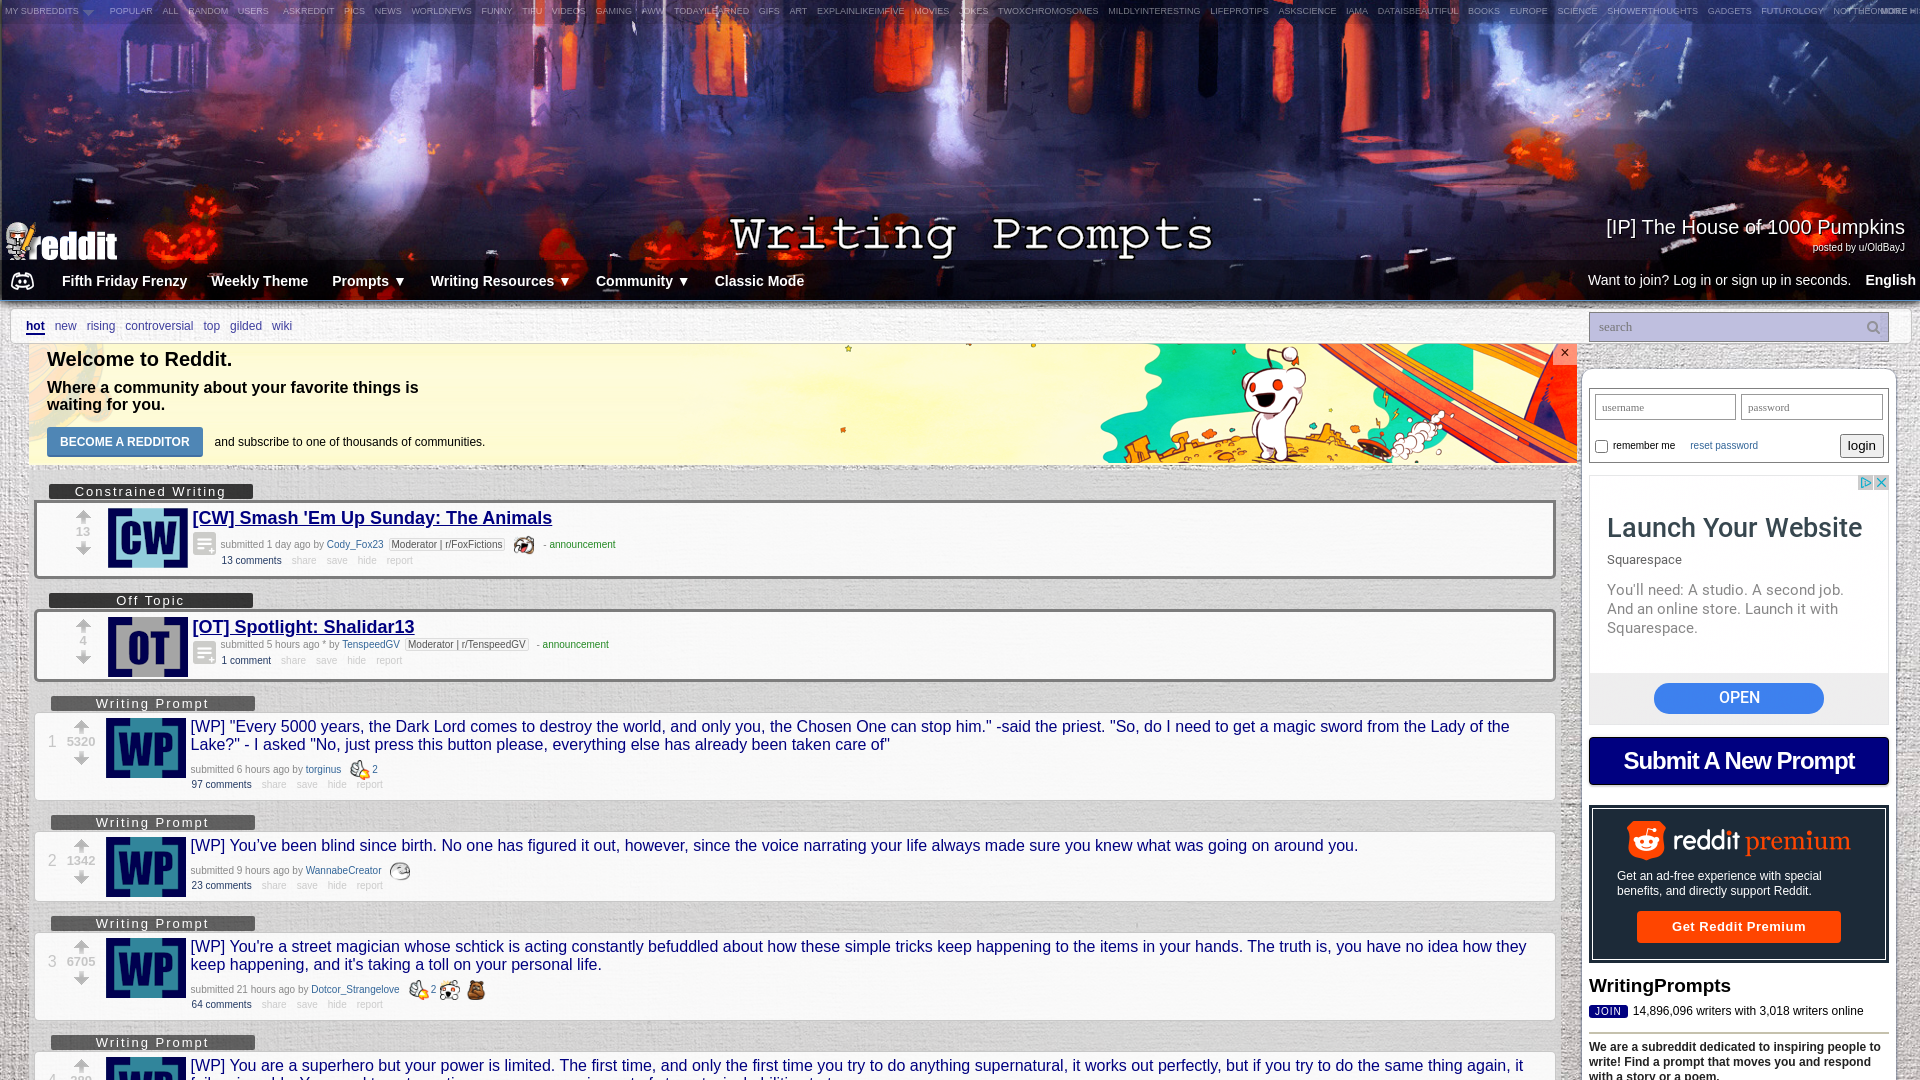 MY SUBREDDITS POPULAR ALL RANDOM USERS ASKREDDIT PICS NEWS WORLDNEWS FUNNY TIFU VIDEOS GAMING AWW TODAYILEARNED GIFS ART EXPLAINLIKEIMFIVE MOVIES JOKES TWOXCHROMOSOMES MILDLYINTERESTING LIFEPROTIPS ASKSCIENCE IAMA DATAISBEAUTIFUL BOOKS EUROPE SCIENCE SHOWERTHOUGHTS GADGETS FUTUROLOGY MORE »
reddit
Writing Prompts
[IP] The House of 1000 Pumpkins
posted by u/OldBayJ
Fifth Friday Frenzy Weekly Theme Prompts ▼ Writing Resources ▼ Community ▼ Classic Mode
Want to join? Log in or sign up in seconds. English
hot new rising controversial top gilded wiki
search
Welcome to Reddit.
Where a community about your favorite things is
waiting for you.
BECOME A REDDITOR and subscribe to one of thousands of communities.
×
username password
remember me reset password login
Constrained Writing
13
CW
[CW] Smash 'Em Up Sunday: The Animals
submitted 1 day ago by Cody_Fox23 Moderator | r/FoxFictions - announcement
13 comments share save hide report
Off Topic
4
OT
[OT] Spotlight: Shalidar13
submitted 5 hours ago * by TenspeedGV Moderator | r/TenspeedGV - announcement
1 comment share save hide report
Writing Prompt
1
5320
WP
[WP] "Every 5000 years, the Dark Lord comes to destroy the world, and only you, the Chosen One can stop him." -said the priest. "So, do I need to get a magic sword from the Lady of the
Lake?" - I asked "No, just press this button please, everything else has already been taken care of"
submitted 6 hours ago by torginus 2
97 comments share save hide report
Writing Prompt
2
1342
WP
[WP] You’ve been blind since birth. No one has figured it out, however, since the voice narrating your life always made sure you knew what was going on around you.
submitted 9 hours ago by WannabeCreator
23 comments share save hide report
Writing Prompt
3
6705
WP
[WP] You're a street magician whose schtick is acting constantly befuddled about how these simple tricks keep happening to the items in your hands. The truth is, you have no idea how they
keep happening, and it's taking a toll on your personal life.
submitted 21 hours ago by Dotcor_Strangelove 2
64 comments share save hide report
Writing Prompt
[WP] You are a superhero but your power is limited. The first time, and only the first time you try to do anything supernatural, it works out perfectly, but if you try to do the same thing again, it
Launch Your Website
Squarespace
You'll need: A studio. A second job.
And an online store. Launch it with
Squarespace.
OPEN
Submit A New Prompt
reddit premium
Get an ad-free experience with special
benefits, and directly support Reddit.
Get Reddit Premium
WritingPrompts
JOIN 14,896,096 writers with 3,018 writers online
We are a subreddit dedicated to inspiring people to
write! Find a prompt that moves you and respond
with a story or a poem.